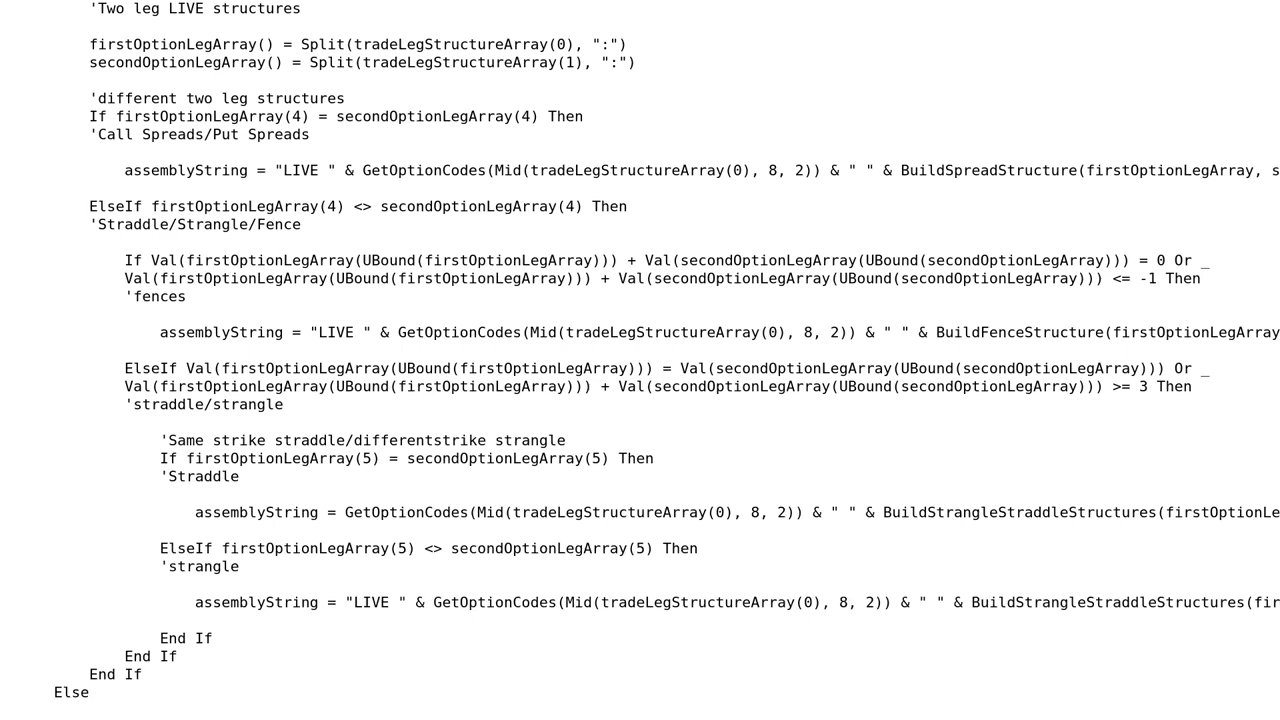 'Two leg LIVE structures
firstOptionLegArray() = Split(tradeLegStructureArray(0), ":")
secondOptionLegArray() = Split(tradeLegStructureArray(1), ":")
'different two leg structures
If firstOptionLegArray(4) = secondOptionLegArray(4) Then
'Call Spreads/Put Spreads
assemblyString = "LIVE " & GetOptionCodes(Mid(tradeLegStructureArray(0), 8, 2)) & " " & BuildSpreadStructure(firstOptionLegArray, s
ElseIf firstOptionLegArray(4) <> secondOptionLegArray(4) Then
'Straddle/Strangle/Fence
If Val(firstOptionLegArray(UBound(firstOptionLegArray))) + Val(secondOptionLegArray(UBound(secondOptionLegArray))) = 0 Or _
Val(firstOptionLegArray(UBound(firstOptionLegArray))) + Val(secondOptionLegArray(UBound(secondOptionLegArray))) <= -1 Then
'fences
assemblyString = "LIVE " & GetOptionCodes(Mid(tradeLegStructureArray(0), 8, 2)) & " " & BuildFenceStructure(firstOptionLegArray
ElseIf Val(firstOptionLegArray(UBound(firstOptionLegArray))) = Val(secondOptionLegArray(UBound(secondOptionLegArray))) Or _
Val(firstOptionLegArray(UBound(firstOptionLegArray))) + Val(secondOptionLegArray(UBound(secondOptionLegArray))) >= 3 Then
'straddle/strangle
'Same strike straddle/differentstrike strangle
If firstOptionLegArray(5) = secondOptionLegArray(5) Then
'Straddle
assemblyString = GetOptionCodes(Mid(tradeLegStructureArray(0), 8, 2)) & " " & BuildStrangleStraddleStructures(firstOptionLe
ElseIf firstOptionLegArray(5) <> secondOptionLegArray(5) Then
'strangle
assemblyString = "LIVE " & GetOptionCodes(Mid(tradeLegStructureArray(0), 8, 2)) & " " & BuildStrangleStraddleStructures(fir
End If
End If
End If
Else